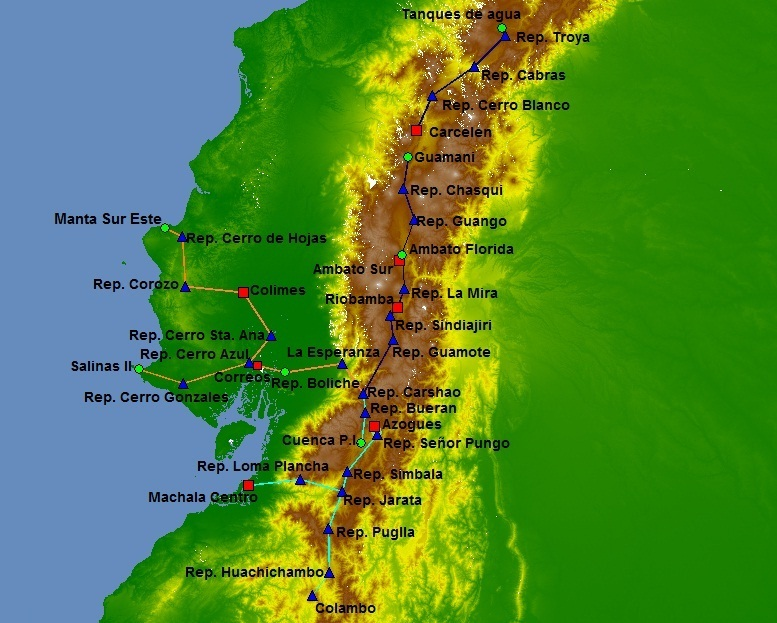 Tanques de agua
Rep. Troya
Rep. Cabras
Rep. Cerro Blanco
Carcelen
Guamani
Rep. Chasqui
Manta Sur Este
Rep. Guango
Rep. Cerro de Hojas
Ambato Florida
Ambato Sur
Rep. Corozo
Colimes
Rep. La Mira
Riobamba
Rep. Sindiajiri
Rep. Cerro Sta. Ana
Rep. Cerro Azul
La Esperanza
Rep. Guamote
Salinas II
Correos
Rep. Boliche
Rep. Cerro Gonzales
Rep. Carshao
Rep. Bueran
Azogues
Cuenca P.I.
Rep. Señor Pungo
Rep. Loma Plancha
Rep. Simbala
Machala Centro
Rep. Jarata
Rep. Puglla
Rep. Huachichambo
Colambo